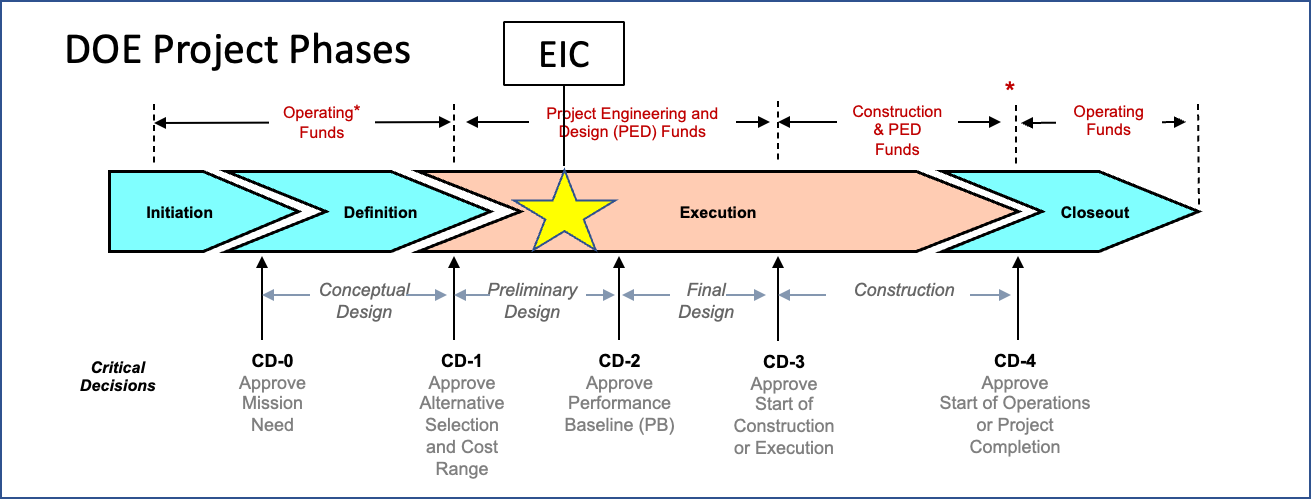 DOE Project Phases
EIC
Operating*
Funds
Project Engineering and
Design (PED) Funds
Construction
& PED
Funds
*
Operating
Funds
Initiation
Definition
Execution
Closeout
Conceptual
Design
Preliminary
Design
Final
Design
Construction
Critical
Decisions
CD-0
Approve
Mission
Need
CD-1
Approve
Alternative
Selection
and Cost
Range
CD-2
Approve
Performance
Baseline (PB)
CD-3
Approve
Start of
Construction
or Execution
CD-4
Approve
Start of Operations
or Project
Completion